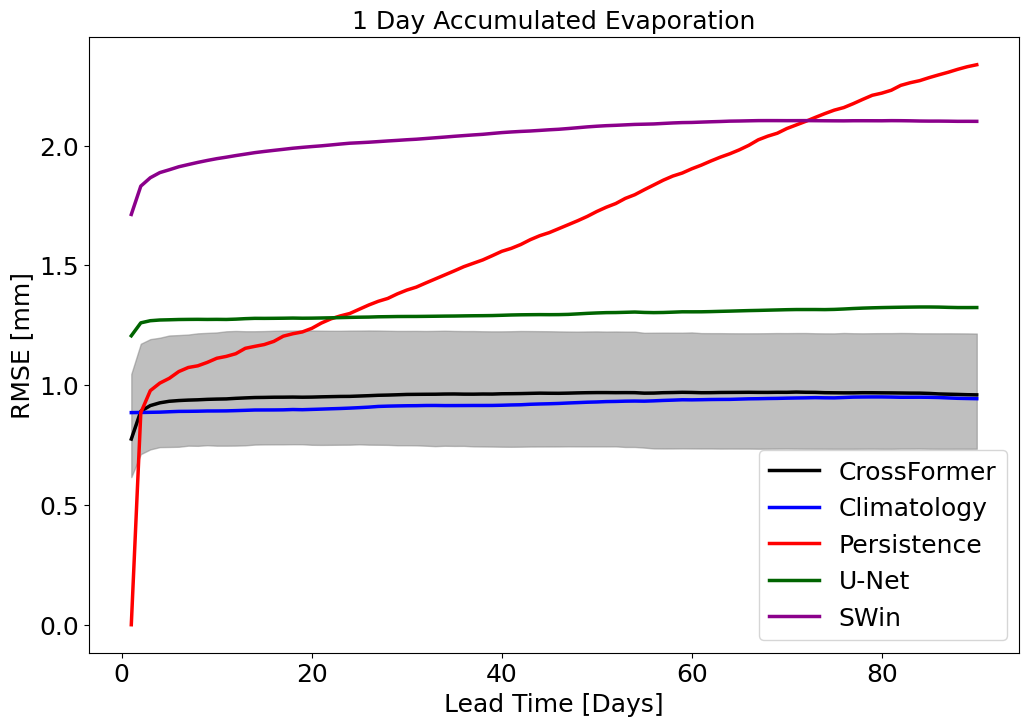 1 Day Accumulated Evaporation
RMSE [mm]
2.0
1.5
1.0
0.5
0.0
0 20 40 60 80
Lead Time [Days]
CrossFormer
Climatology
Persistence
U-Net
SWin